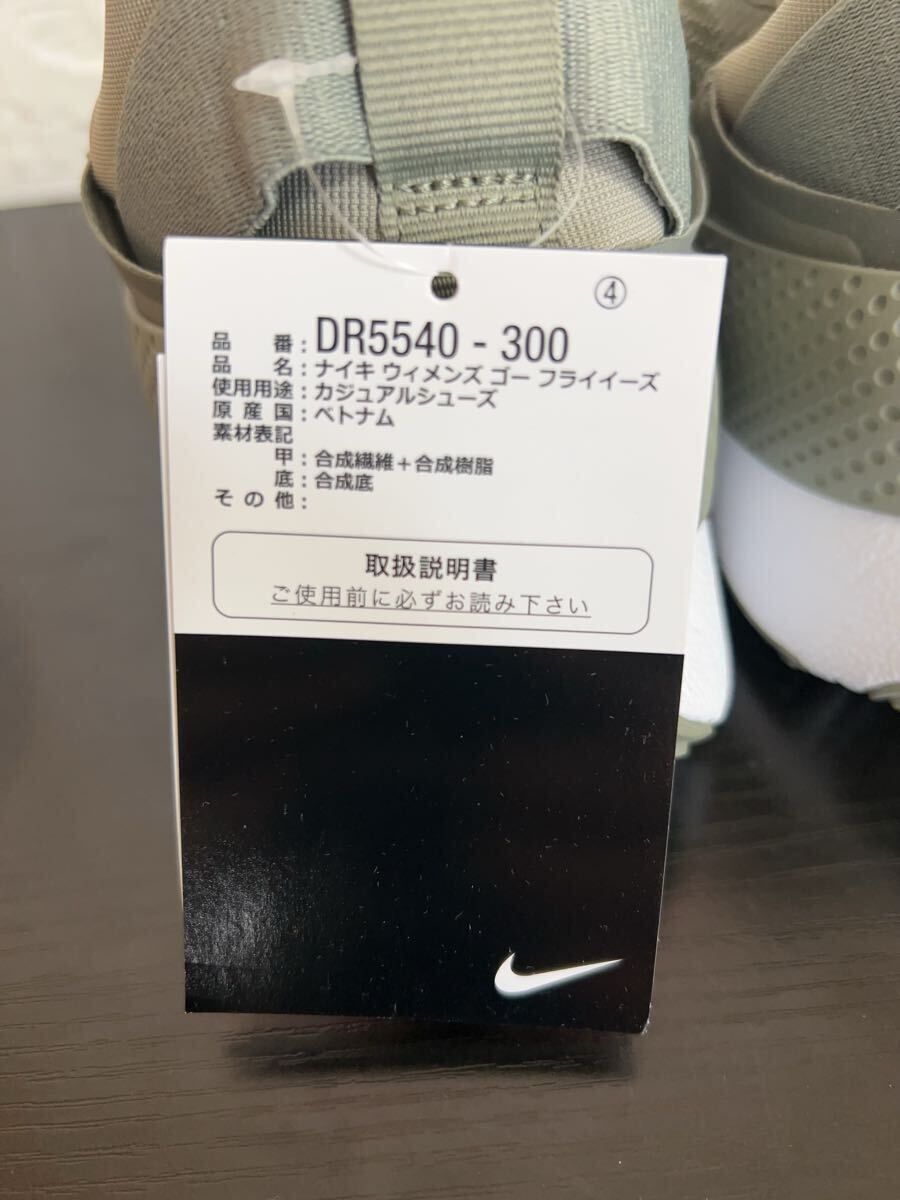 ④
品 番 : DR5540 - 300
品 名 : ナイキ ウィメンズ ゴー フライイーズ
使用用途 : カジュアルシューズ
原 産 国 : ベトナム
素材表記
甲 : 合成繊維＋合成樹脂
底 : 合成底
そ の 他 :
取扱説明書
ご使用前に必ずお読み下さい